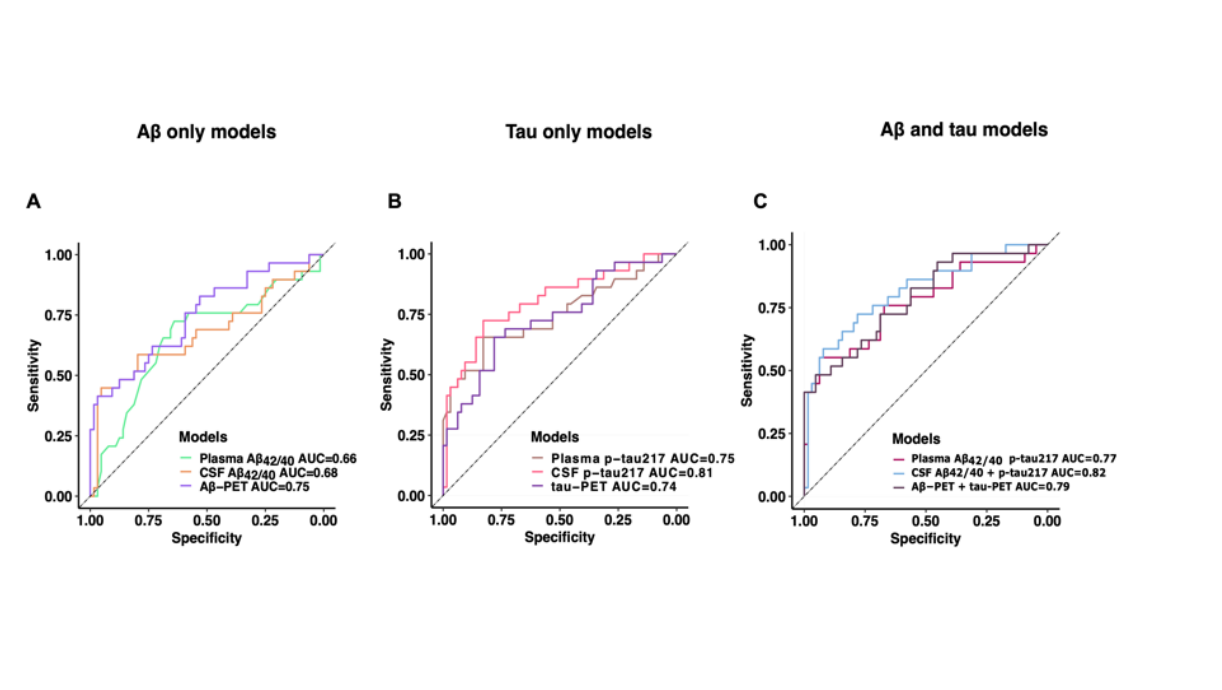 Aβ only models
Tau only models
Aβ and tau models
A
B
C
1.00
0.75
0.50
0.25
0.00
Sensitivity
Models
Plasma Aβ42/40 AUC=0.66
CSF Aβ42/40 AUC=0.68
Aβ−PET AUC=0.75
1.00 0.75 0.50 0.25 0.00
Specificity
1.00
0.75
0.50
0.25
0.00
Sensitivity
Models
Plasma p-tau217 AUC=0.75
CSF p-tau217 AUC=0.81
tau-PET AUC=0.74
1.00 0.75 0.50 0.25 0.00
Specificity
1.00
0.75
0.50
0.25
0.00
Sensitivity
Models
Plasma Aβ42/40 p-tau217 AUC=0.77
CSF Aβ42/40 + p-tau217 AUC=0.82
Aβ−PET + tau-PET AUC=0.79
1.00 0.75 0.50 0.25 0.00
Specificity